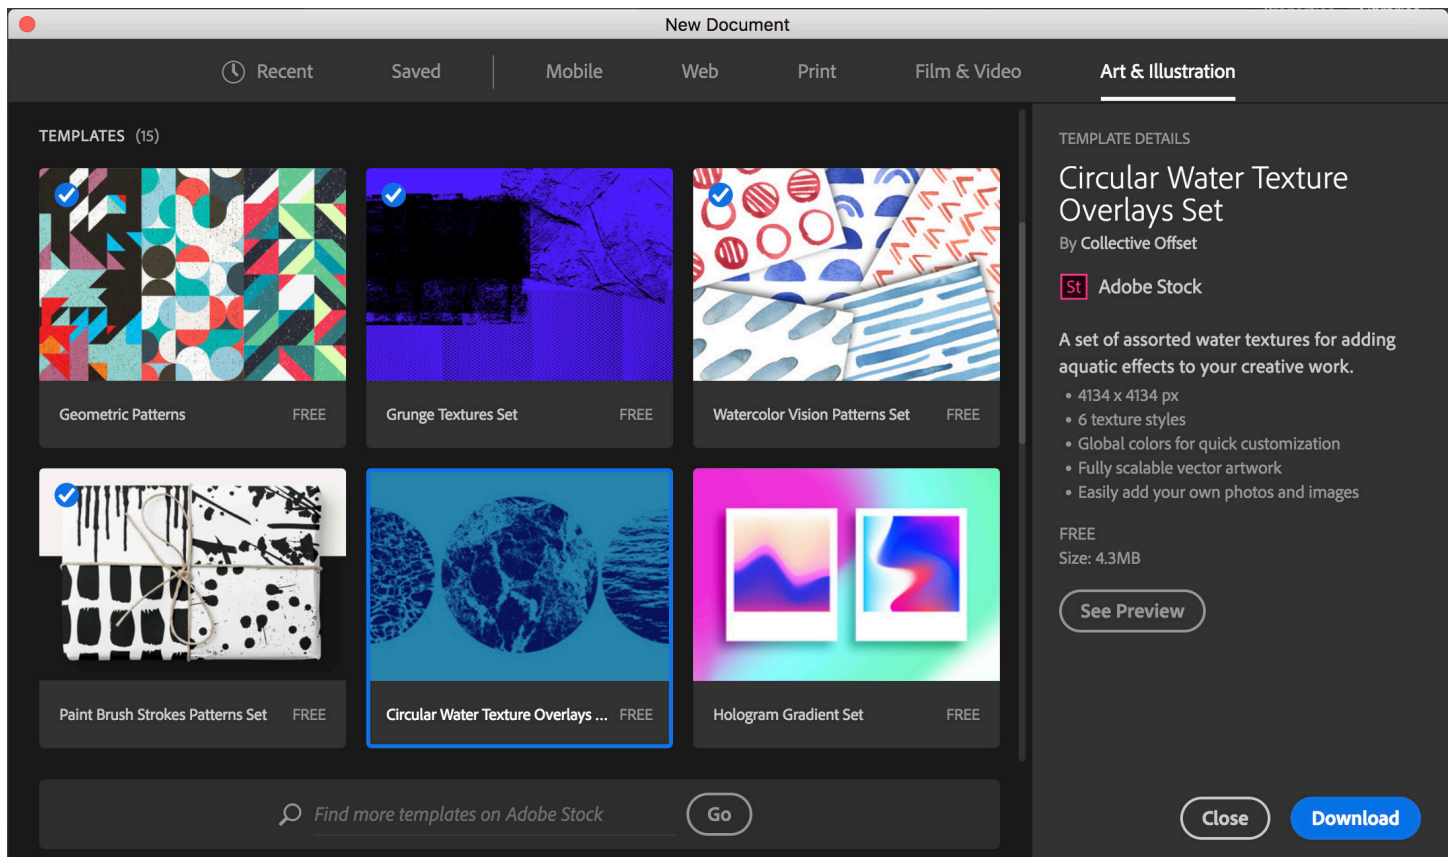 New Document
Recent
Saved
Mobile
Web
Print
Film & Video
Art & Illustration
TEMPLATES (15)
Geometric Patterns FREE
Grunge Textures Set FREE
Watercolor Vision Patterns Set FREE
Paint Brush Strokes Patterns Set FREE
Circular Water Texture Overlays ... FREE
Hologram Gradient Set FREE
Find more templates on Adobe Stock
Go
TEMPLATE DETAILS
Circular Water Texture
Overlays Set
By Collective Offset
St Adobe Stock
A set of assorted water textures for adding
aquatic effects to your creative work.
• 4134 x 4134 px
• 6 texture styles
• Global colors for quick customization
• Fully scalable vector artwork
• Easily add your own photos and images
FREE
Size: 4.3MB
See Preview
Close
Download